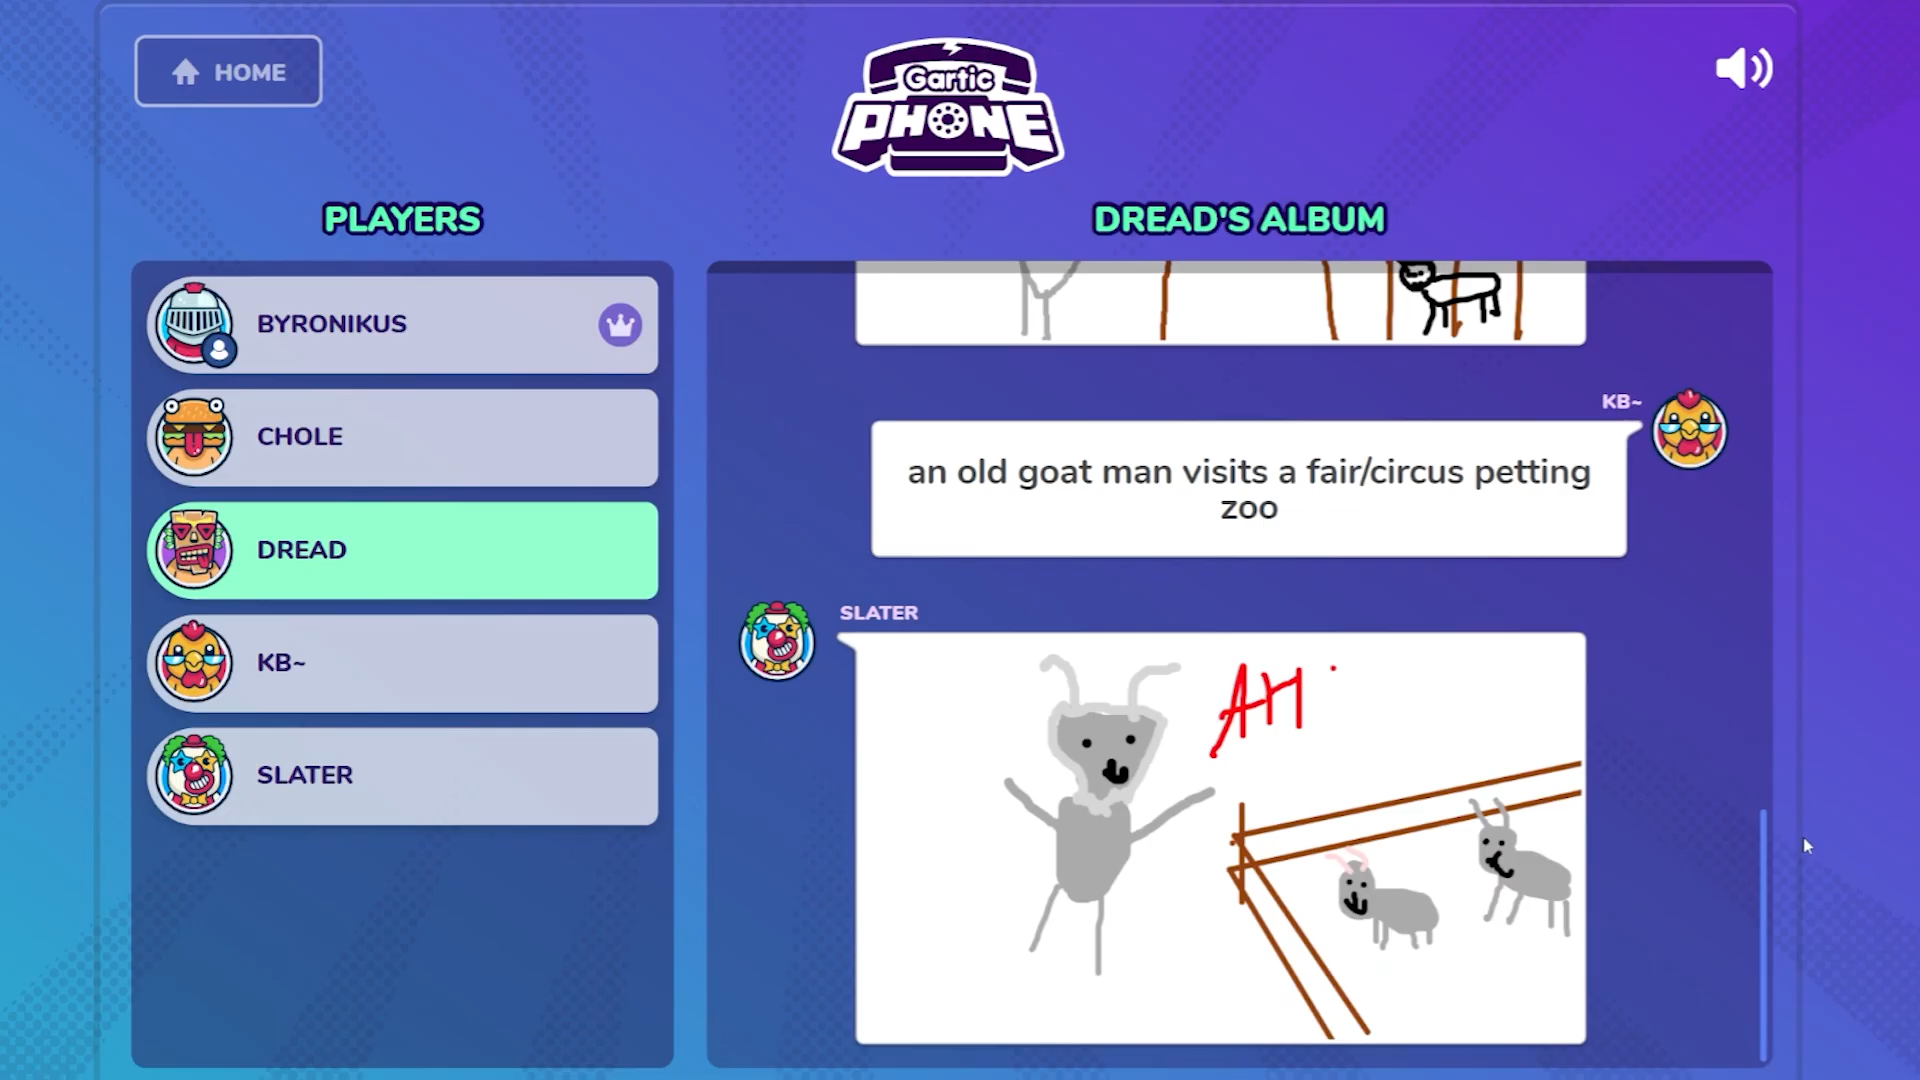 HOME
Gartic
PHONE
PLAYERS
DREAD'S ALBUM
BYRONIKUS
CHOLE
DREAD
KB~
SLATER
KB~
an old goat man visits a fair/circus petting
zoo
SLATER
AH